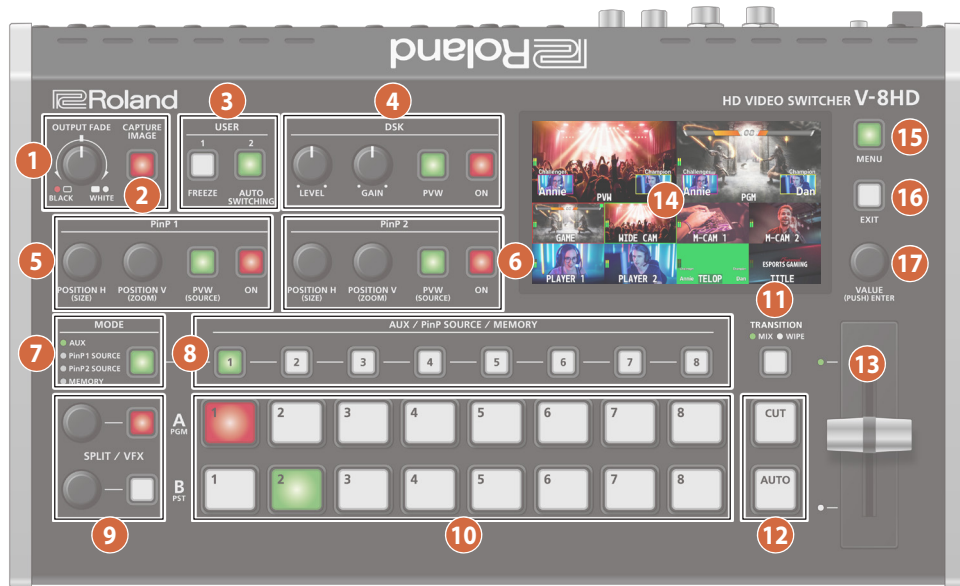 Roland
Roland
HD VIDEO SWITCHER V-8HD
1
OUTPUT FADE
BLACK
WHITE
CAPTURE
IMAGE
2
3
USER
1
2
FREEZE
AUTO
SWITCHING
4
DSK
LEVEL
GAIN
PVW
ON
Challenger
Annie
Champion
PVW
14
Challenger
Annie
Champion
Dan
PGM
GAME
WIDE CAM
M-CAM 1
M-CAM 2
PLAYER 1
PLAYER 2
Annie
TELOP
Dan
ESPORTS GAMING
TITLE
15
MENU
16
EXIT
17
VALUE
(PUSH) ENTER
5
PinP 1
POSITION H
(SIZE)
POSITION V
(ZOOM)
PVW
(SOURCE)
ON
PinP 2
POSITION H
(SIZE)
POSITION V
(ZOOM)
PVW
(SOURCE)
ON
6
7
MODE
AUX
PinP1 SOURCE
PinP2 SOURCE
MEMORY
8
AUX / PinP SOURCE / MEMORY
1 2 3 4 5 6 7 8
11
TRANSITION
MIX WIPE
13
SPLIT / VFX
9
A
PGM
1 2 3 4 5 6 7 8
B
PST
1 2 3 4 5 6 7 8
10
CUT
AUTO
12